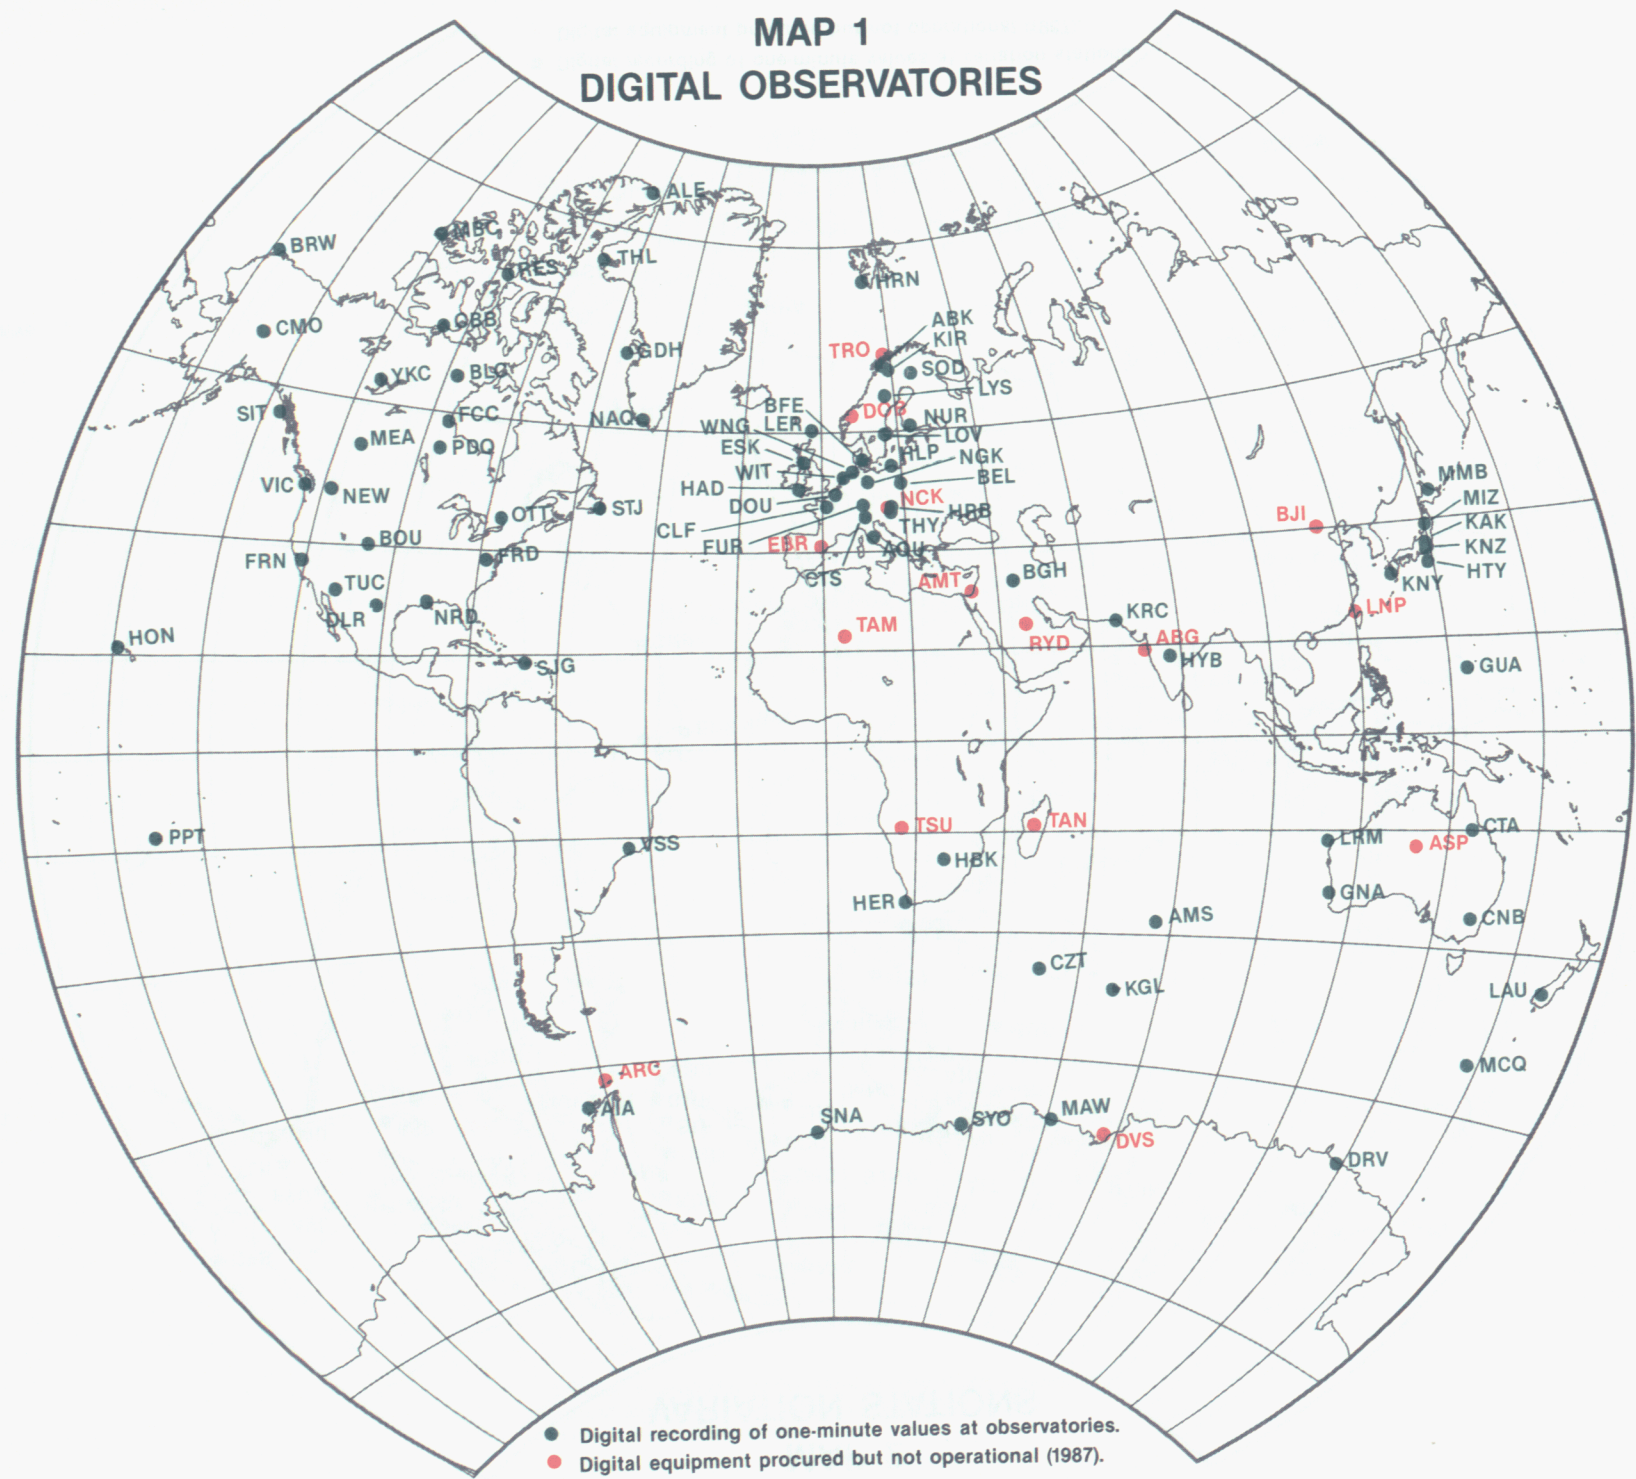 MAP 1
DIGITAL OBSERVATORIES
ALE
BRW
MBC
THL
RES
HRN
CMO
CBB
ABK
KIR
GDH
TRO
SOD
YKC
BLC
LYS
SIT
FCC
NAQ
BFE
LER
DOB
NUR
WNG
LOV
MEA
PDQ
ESK
HLP
NGK
WIT
BEL
MMB
VIC
NEW
HAD
NCK
MIZ
OTT
STJ
DOU
HRB
BJI
KAK
CLF
THY
BOU
FUR
EBR
AQU
KNZ
FRN
FRD
HTY
TUC
CTS
AMT
BGH
KNY
DLR
NRD
KRC
LNP
HON
TAM
RYD
ABG
HYB
SJG
GUA
PPT
VSS
TSU
TAN
LRM
ASP
CTA
HBK
HER
GNA
AMS
CNB
CZT
KGL
LAU
ARC
MCQ
AIA
SNA
SYO
MAW
DVS
DRV
Digital recording of one-minute values at observatories.
Digital equipment procured but not operational (1987).